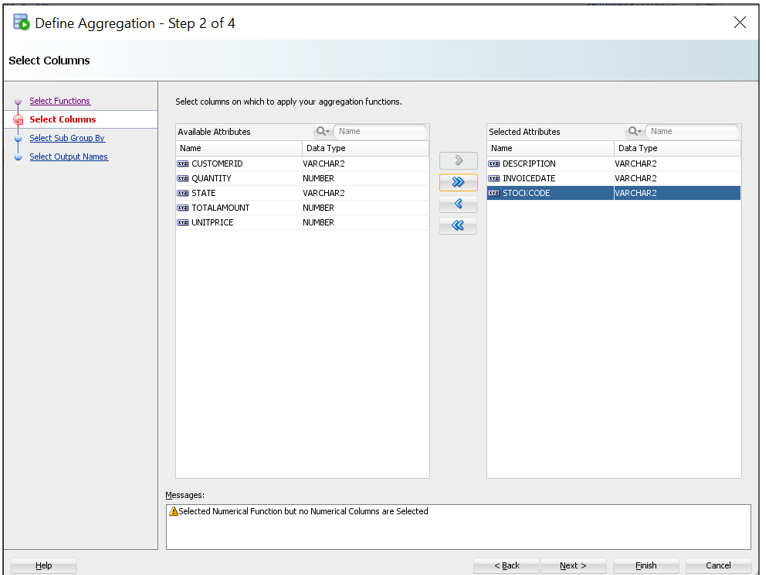 Define Aggregation - Step 2 of 4
Select Columns
Select Functions
Select Columns
Select Sub Group By
Select Output Names
Select columns on which to apply your aggregation functions.
Available Attributes Name
Name Data Type
CUSTOMERID VARCHAR2
QUANTITY NUMBER
STATE VARCHAR2
TOTALAMOUNT NUMBER
UNITPRICE NUMBER
Selected Attributes Name
Name Data Type
DESCRIPTION VARCHAR2
INVOICEDATE VARCHAR2
STOCKCODE VARCHAR2
Messages:
Selected Numerical Function but no Numerical Columns are Selected
Help < Back Next > Finish Cancel